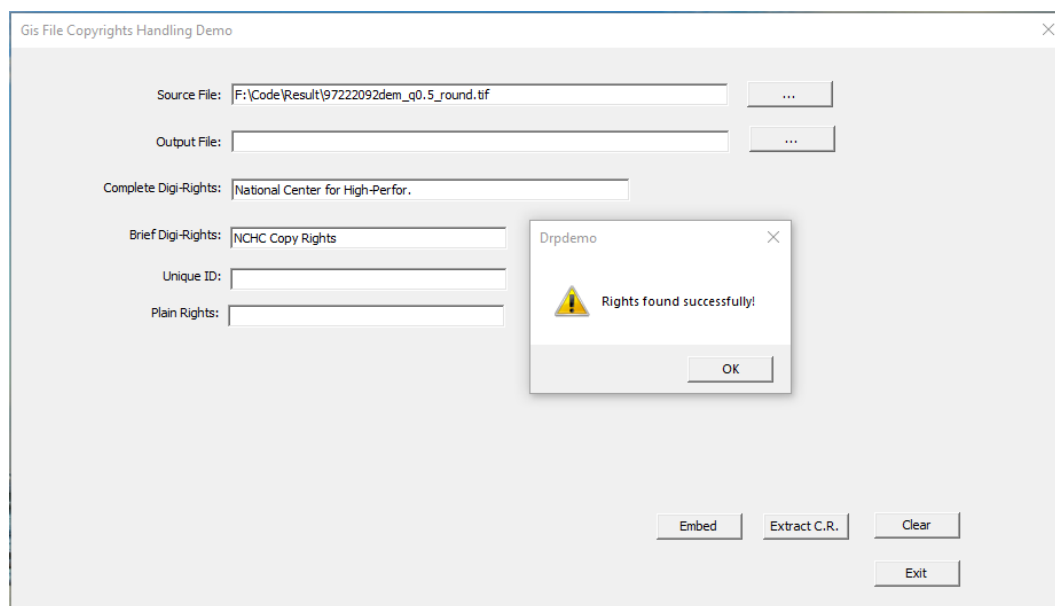 Gis File Copyrights Handling Demo
Source File: F:\Code\Result\97222092dem_q0.5_round.tif ...
Output File: ...
Complete Digi-Rights: National Center for High-Perfor.
Brief Digi-Rights: NCHC Copy Rights
Unique ID:
Plain Rights:
Drpdemo
Rights found successfully!
OK
Embed Extract C.R. Clear
Exit